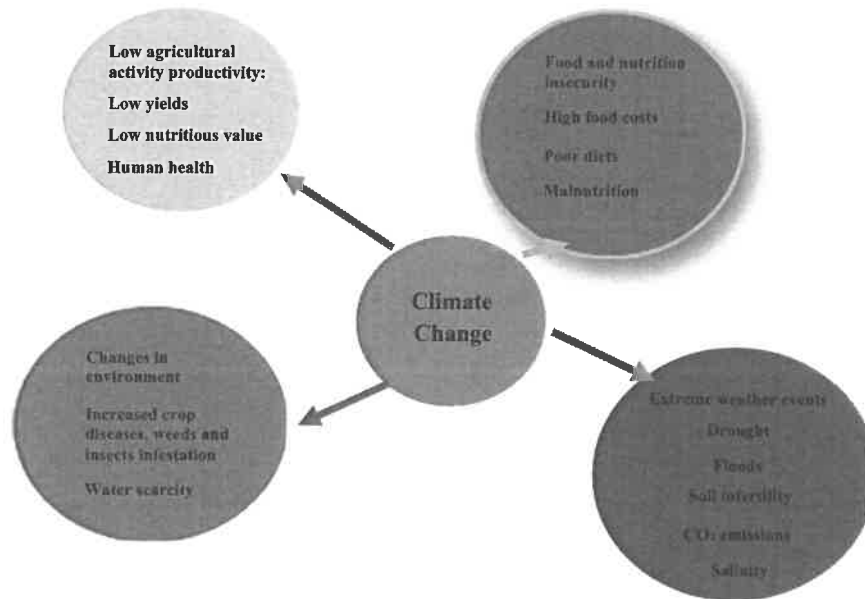 Low agricultural
activity productivity:
Low yields
Low nutritious value
Human health
Food and nutrition
insecurity
High food costs
Poor diets
Malnutrition
Climate
Change
Changes in
environment
Increased crop
diseases, weeds and
insects infestation
Water scarcity
Extreme weather events
Drought
Floods
Soil infertility
CO₂ emissions
Salinity